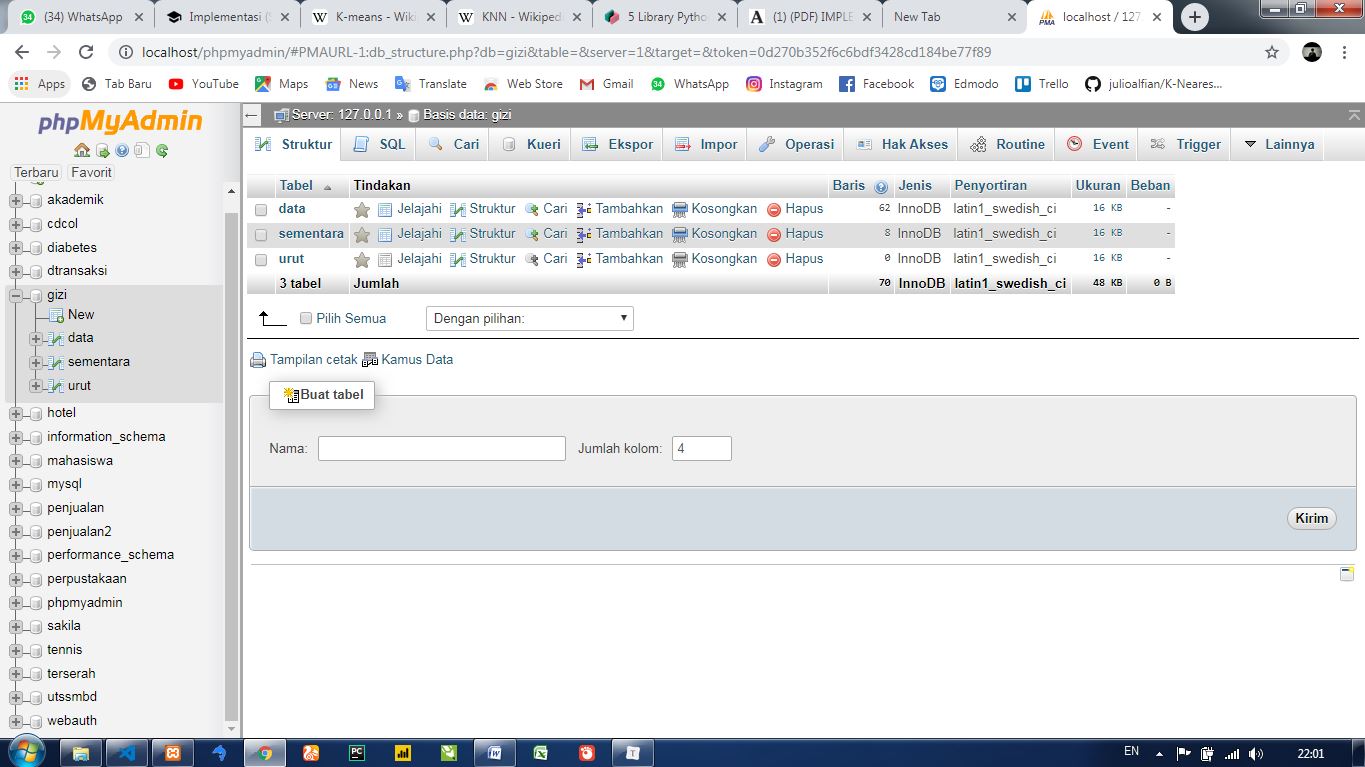 (34) WhatsApp
Implementasi (S
K-means - Wiki
KNN - Wikiped
5 Library Pytho
(1) (PDF) IMPLE
New Tab
localhost / 127
localhost/phpmyadmin/#PMAURL-1:db_structure.php?db=gizi&table=&server=1&target=&token=0d270b352f6c6bdf3428cd184be77f89
Apps Tab Baru YouTube Maps News Translate Web Store Gmail WhatsApp Instagram Facebook Edmodo Trello julioalfian/K-Neares...
phpMyAdmin
Terbaru Favorit
akademik
cdcol
diabetes
dtransaksi
gizi
New
data
sementara
urut
hotel
information_schema
mahasiswa
mysql
penjualan
penjualan2
performance_schema
perpustakaan
phpmyadmin
sakila
tennis
terserah
utssmbd
webauth
Server: 127.0.0.1 » Basis data: gizi
Struktur SQL Cari Kueri Ekspor Impor Operasi Hak Akses Routine Event Trigger Lainnya
Tabel Tindakan Baris Jenis Penyortiran Ukuran Beban
data Jelajahi Struktur Cari Tambahkan Kosongkan Hapus 62 InnoDB latin1_swedish_ci 16 KB -
sementara Jelajahi Struktur Cari Tambahkan Kosongkan Hapus 8 InnoDB latin1_swedish_ci 16 KB -
urut Jelajahi Struktur Cari Tambahkan Kosongkan Hapus 0 InnoDB latin1_swedish_ci 16 KB -
3 tabel Jumlah 70 InnoDB latin1_swedish_ci 48 KB 0 B
Pilih Semua Dengan pilihan:
Tampilan cetak Kamus Data
Buat tabel
Nama: Jumlah kolom: 4
Kirim
EN 22:01